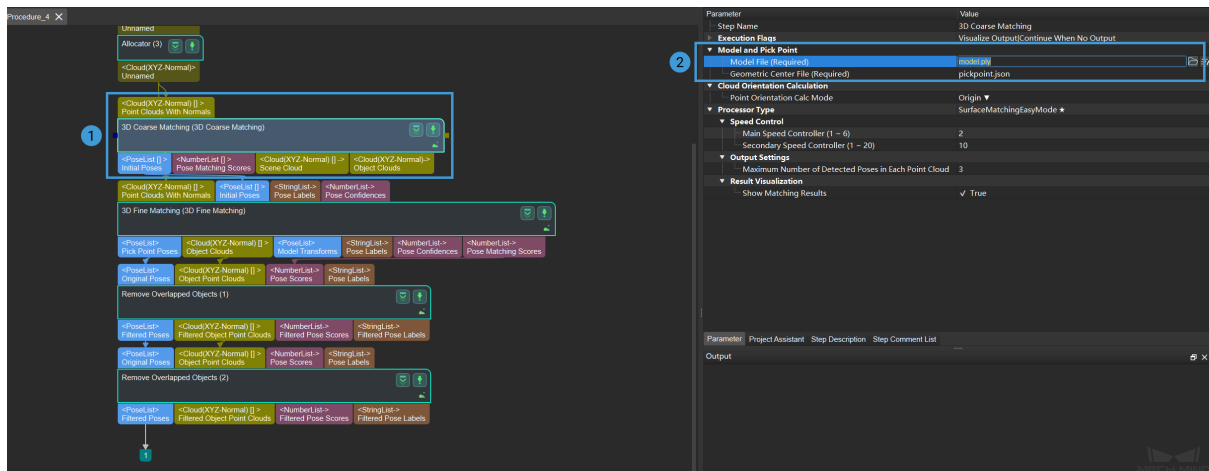 Procedure_4
Unnamed
Allocator (3)
<Cloud(XYZ-Normal)>
Unnamed
<Cloud(XYZ-Normal) [] >
Point Clouds With Normals
1
3D Coarse Matching (3D Coarse Matching)
<PoseList [] > <NumberList [] > <Cloud(XYZ-Normal) [] -> <Cloud(XYZ-Normal)->
Initial Poses Pose Matching Scores Scene Cloud Object Clouds
<Cloud(XYZ-Normal) [] > <PoseList [] > <StringList-> <NumberList->
Point Clouds With Normals Initial Poses Pose Labels Pose Confidences
3D Fine Matching (3D Fine Matching)
<PoseList> <Cloud(XYZ-Normal) [] > <PoseList> <StringList-> <NumberList-> <NumberList->
Pick Point Poses Object Clouds Model Transforms Pose Labels Pose Confidences Pose Matching Scores
<PoseList> <Cloud(XYZ-Normal) [] > <NumberList-> <StringList->
Original Poses Object Point Clouds Pose Scores Pose Labels
Remove Overlapped Objects (1)
<PoseList> <Cloud(XYZ-Normal) [] > <NumberList-> <StringList->
Filtered Poses Filtered Object Point Clouds Filtered Pose Scores Filtered Pose Labels
<PoseList> <Cloud(XYZ-Normal) [] > <NumberList-> <StringList->
Original Poses Object Point Clouds Pose Scores Pose Labels
Remove Overlapped Objects (2)
<PoseList> <Cloud(XYZ-Normal) [] > <NumberList-> <StringList->
Filtered Poses Filtered Object Point Clouds Filtered Pose Scores Filtered Pose Labels
1
Parameter Value
Step Name 3D Coarse Matching
Execution Flags Visualize Output|Continue When No Output
Model and Pick Point
2
Model File (Required) model.ply
Geometric Center File (Required) pickpoint.json
Cloud Orientation Calculation
Point Orientation Calc Mode Origin ▼
Processor Type SurfaceMatchingEasyMode ★
Speed Control
Main Speed Controller (1 ~ 6) 2
Secondary Speed Controller (1 ~ 20) 10
Output Settings
Maximum Number of Detected Poses in Each Point Cloud 3
Result Visualization
Show Matching Results √ True
Parameter Project Assistant Step Description Step Comment List
Output